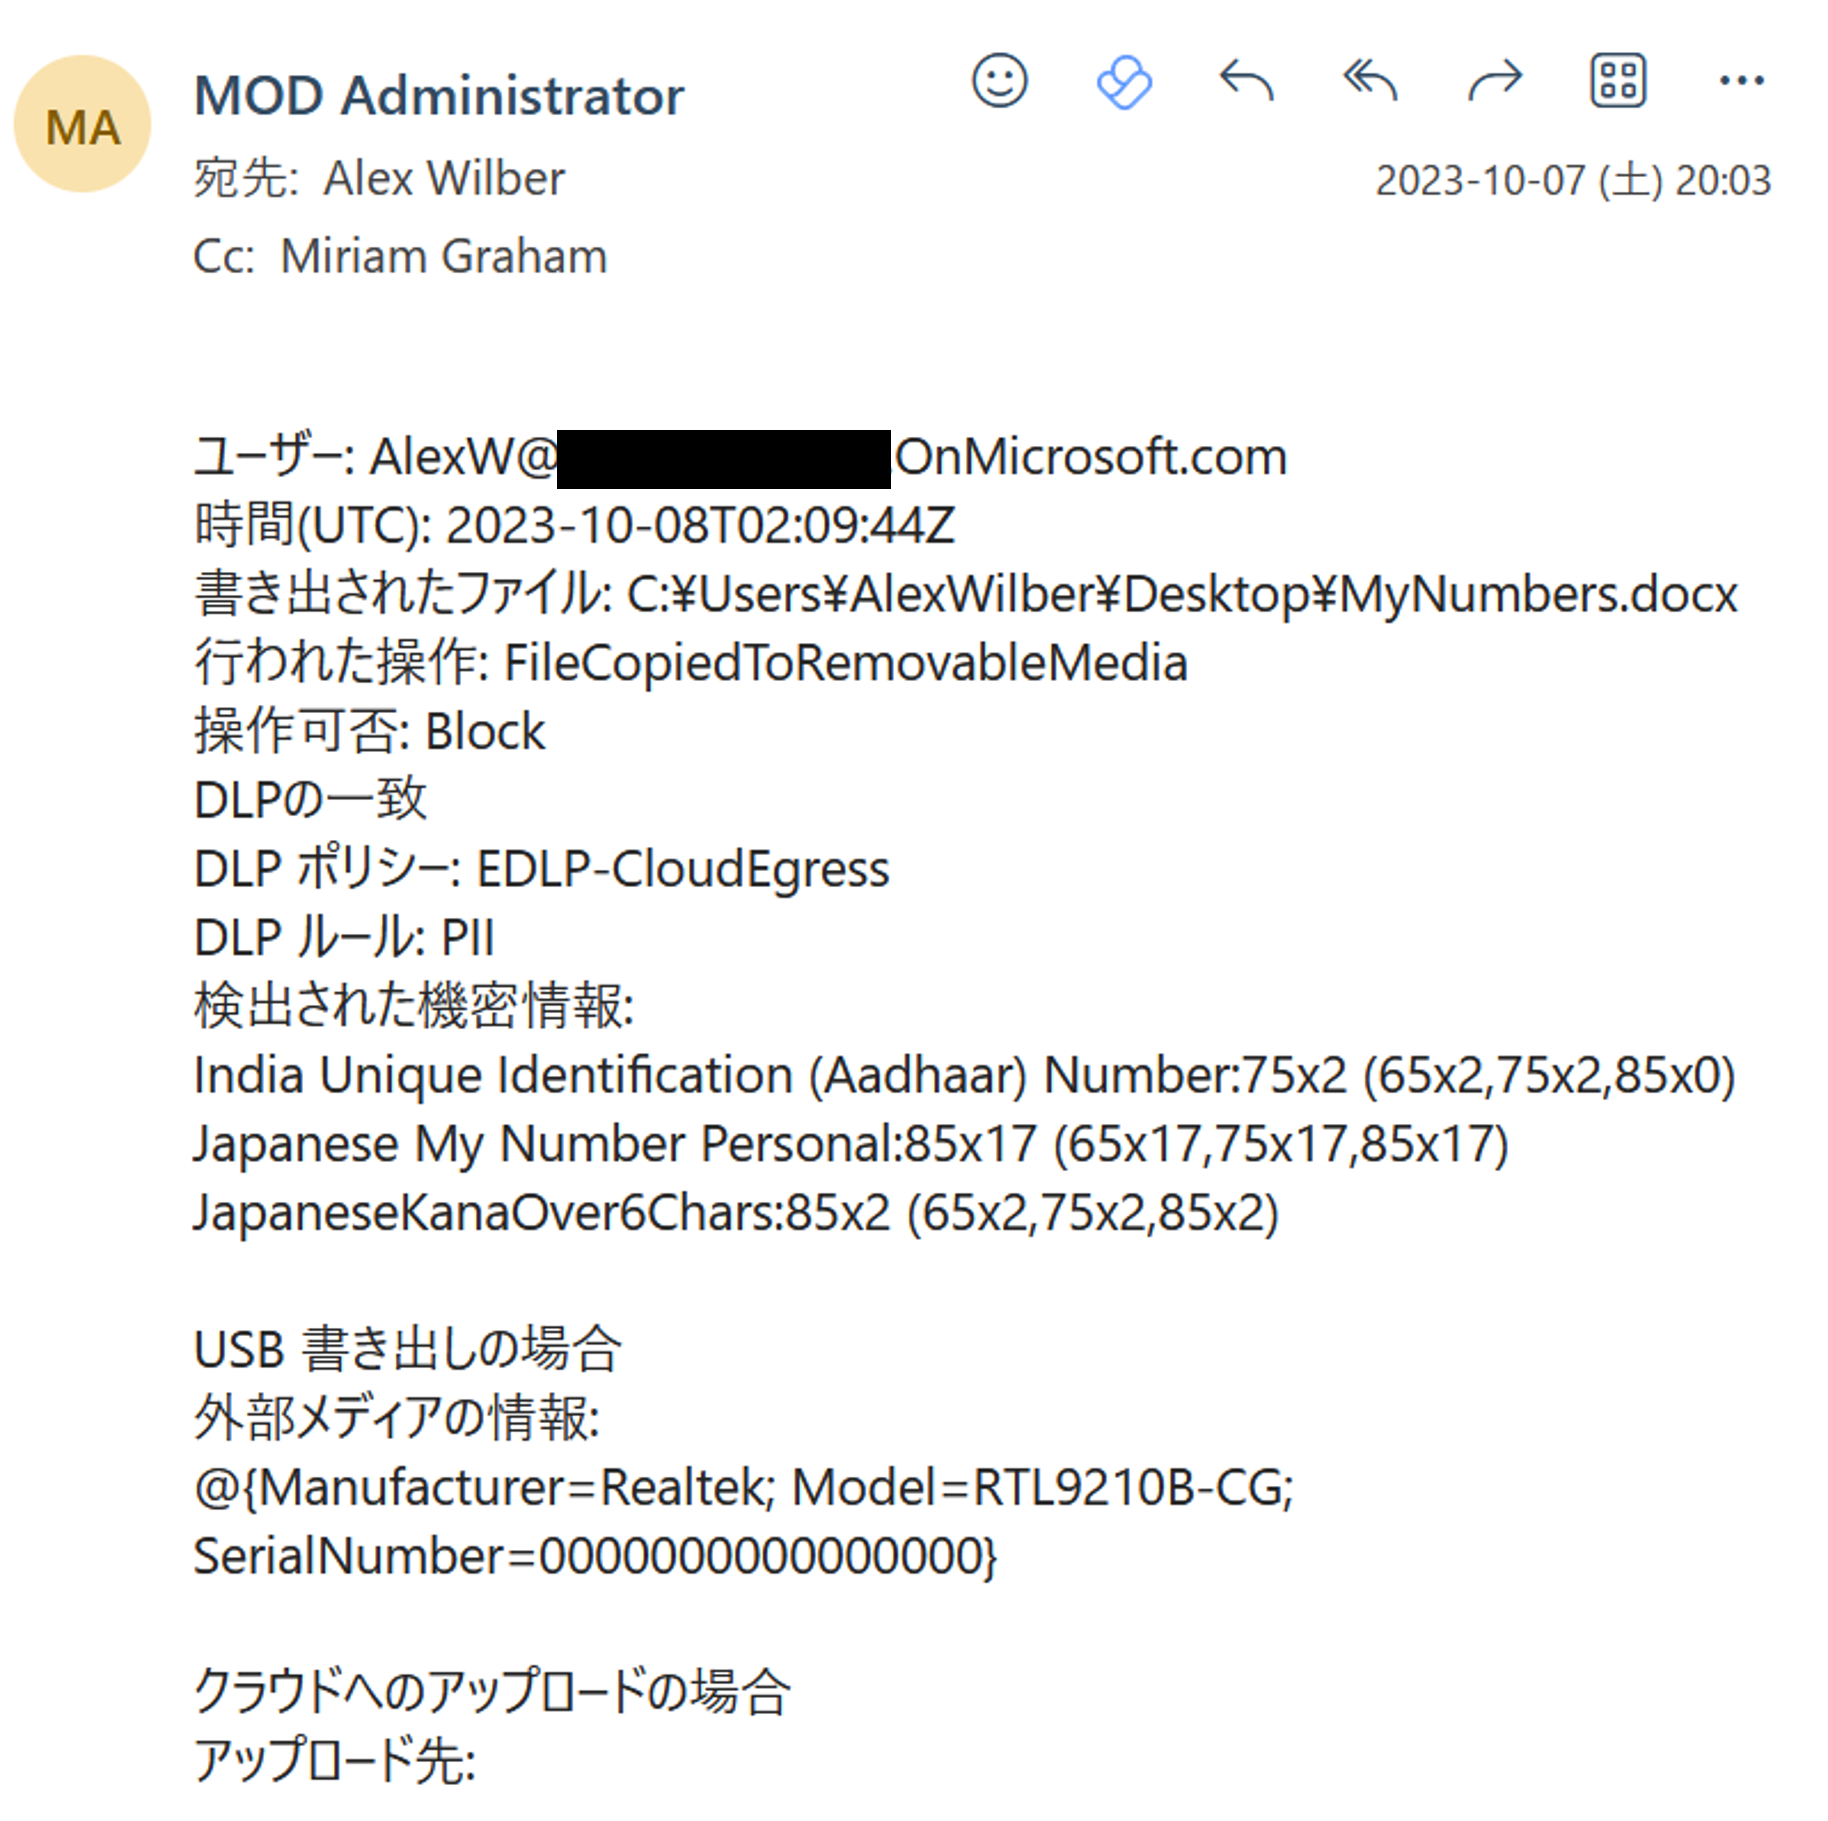 MA
MOD Administrator
宛先: Alex Wilber
2023-10-07 (土) 20:03
Cc: Miriam Graham
ユーザー: AlexW@ .OnMicrosoft.com
時間(UTC): 2023-10-08T02:09:44Z
書き出されたファイル: C:¥Users¥AlexWilber¥Desktop¥MyNumbers.docx
行われた操作: FileCopiedToRemovableMedia
操作可否: Block
DLPの一致
DLP ポリシー: EDLP-CloudEgress
DLP ルール: PII
検出された機密情報:
India Unique Identification (Aadhaar) Number:75x2 (65x2,75x2,85x0)
Japanese My Number Personal:85x17 (65x17,75x17,85x17)
JapaneseKanaOver6Chars:85x2 (65x2,75x2,85x2)
USB 書き出しの場合
外部メディアの情報:
@{Manufacturer=Realtek; Model=RTL9210B-CG;
SerialNumber=0000000000000000}
クラウドへのアップロードの場合
アップロード先: